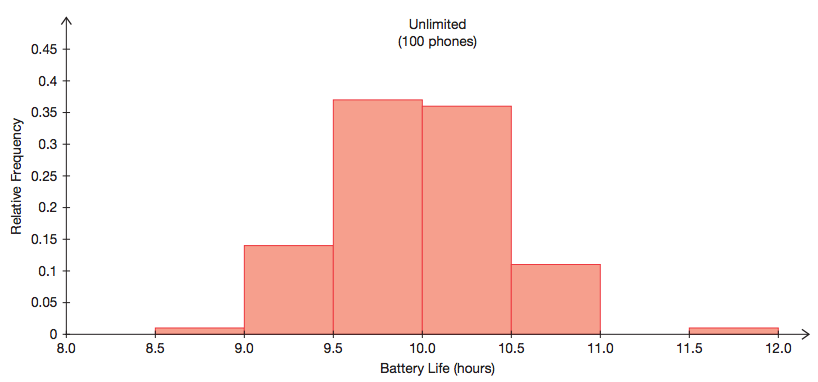 Unlimited
(100 phones)
Relative Frequency
0.45
0.4
0.35
0.3
0.25
0.2
0.15
0.1
0.05
0
8.0 8.5 9.0 9.5 10.0 10.5 11.0 11.5 12.0
Battery Life (hours)